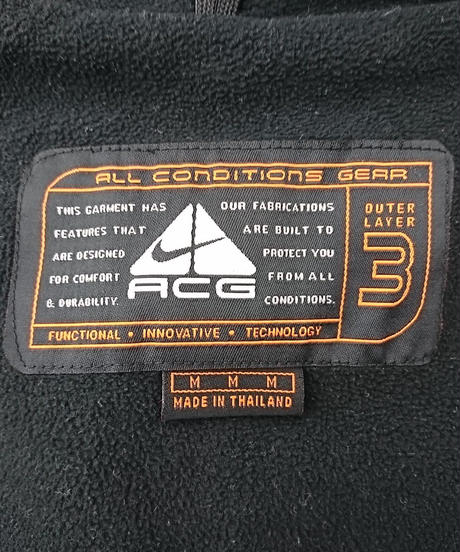 ALL CONDITIONS GEAR
THIS GARMENT HAS
FEATURES THAT
ARE DESIGNED
FOR COMFORT
& DURABILITY.
ACG
OUR FABRICATIONS
ARE BUILT TO
PROTECT YOU
FROM ALL
CONDITIONS.
OUTER
LAYER
3
FUNCTIONAL • INNOVATIVE • TECHNOLOGY
M M M
MADE IN THAILAND